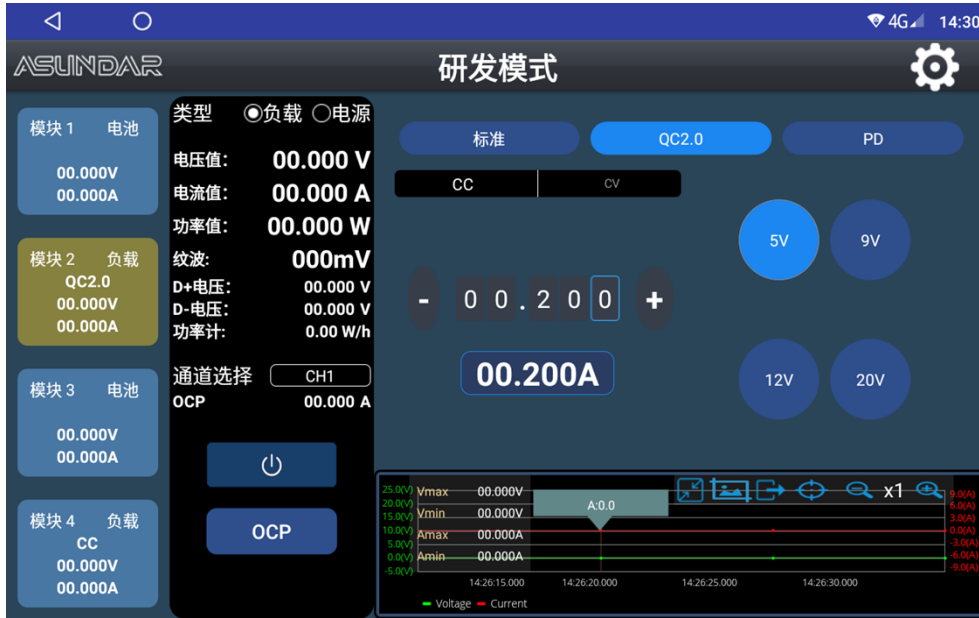 4G 14:30
ASUNDAR
研发模式
模块 1 电池
00.000V
00.000A
模块 2 负载
QC2.0
00.000V
00.000A
模块 3 电池
00.000V
00.000A
模块 4 负载
CC
00.000V
00.000A
类型 负载 电源
电压值: 00.000 V
电流值: 00.000 A
功率值: 00.000 W
纹波: 000mV
D+电压: 00.000 V
D-电压: 00.000 V
功率计: 0.00 W/h
通道选择 CH1
OCP 00.000 A
OCP
标准 QC2.0 PD
CC CV
- 00.200 +
00.200A
5V 9V
12V 20V
25.0(V)
20.0(V)
15.0(V)
10.0(V)
5.0(V)
0.0(V)
-5.0(V)
Vmax 00.000V
Vmin 00.000V
Amax 00.000A
Amin 00.000A
A:0.0
x1
9.0(A)
6.0(A)
3.0(A)
0.0(A)
-3.0(A)
-6.0(A)
-9.0(A)
14:26:15.000 14:26:20.000 14:26:25.000 14:26:30.000
Voltage Current